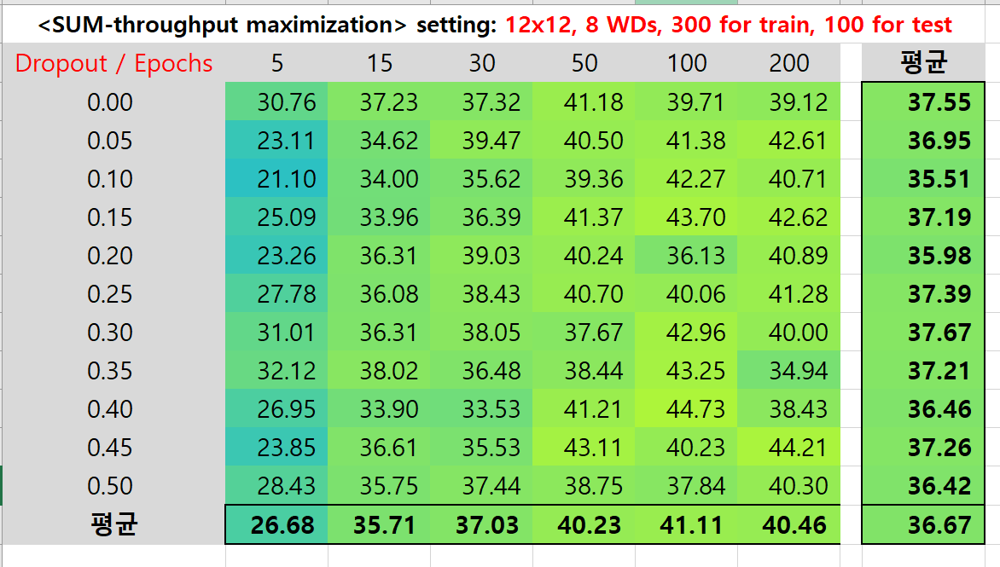 <SUM-throughput maximization> setting: 12x12, 8 WDs, 300 for train, 100 for test
Dropout / Epochs 5 15 30 50 100 200 평균
0.00 30.76 37.23 37.32 41.18 39.71 39.12 37.55
0.05 23.11 34.62 39.47 40.50 41.38 42.61 36.95
0.10 21.10 34.00 35.62 39.36 42.27 40.71 35.51
0.15 25.09 33.96 36.39 41.37 43.70 42.62 37.19
0.20 23.26 36.31 39.03 40.24 36.13 40.89 35.98
0.25 27.78 36.08 38.43 40.70 40.06 41.28 37.39
0.30 31.01 36.31 38.05 37.67 42.96 40.00 37.67
0.35 32.12 38.02 36.48 38.44 43.25 34.94 37.21
0.40 26.95 33.90 33.53 41.21 44.73 38.43 36.46
0.45 23.85 36.61 35.53 43.11 40.23 44.21 37.26
0.50 28.43 35.75 37.44 38.75 37.84 40.30 36.42
평균 26.68 35.71 37.03 40.23 41.11 40.46 36.67